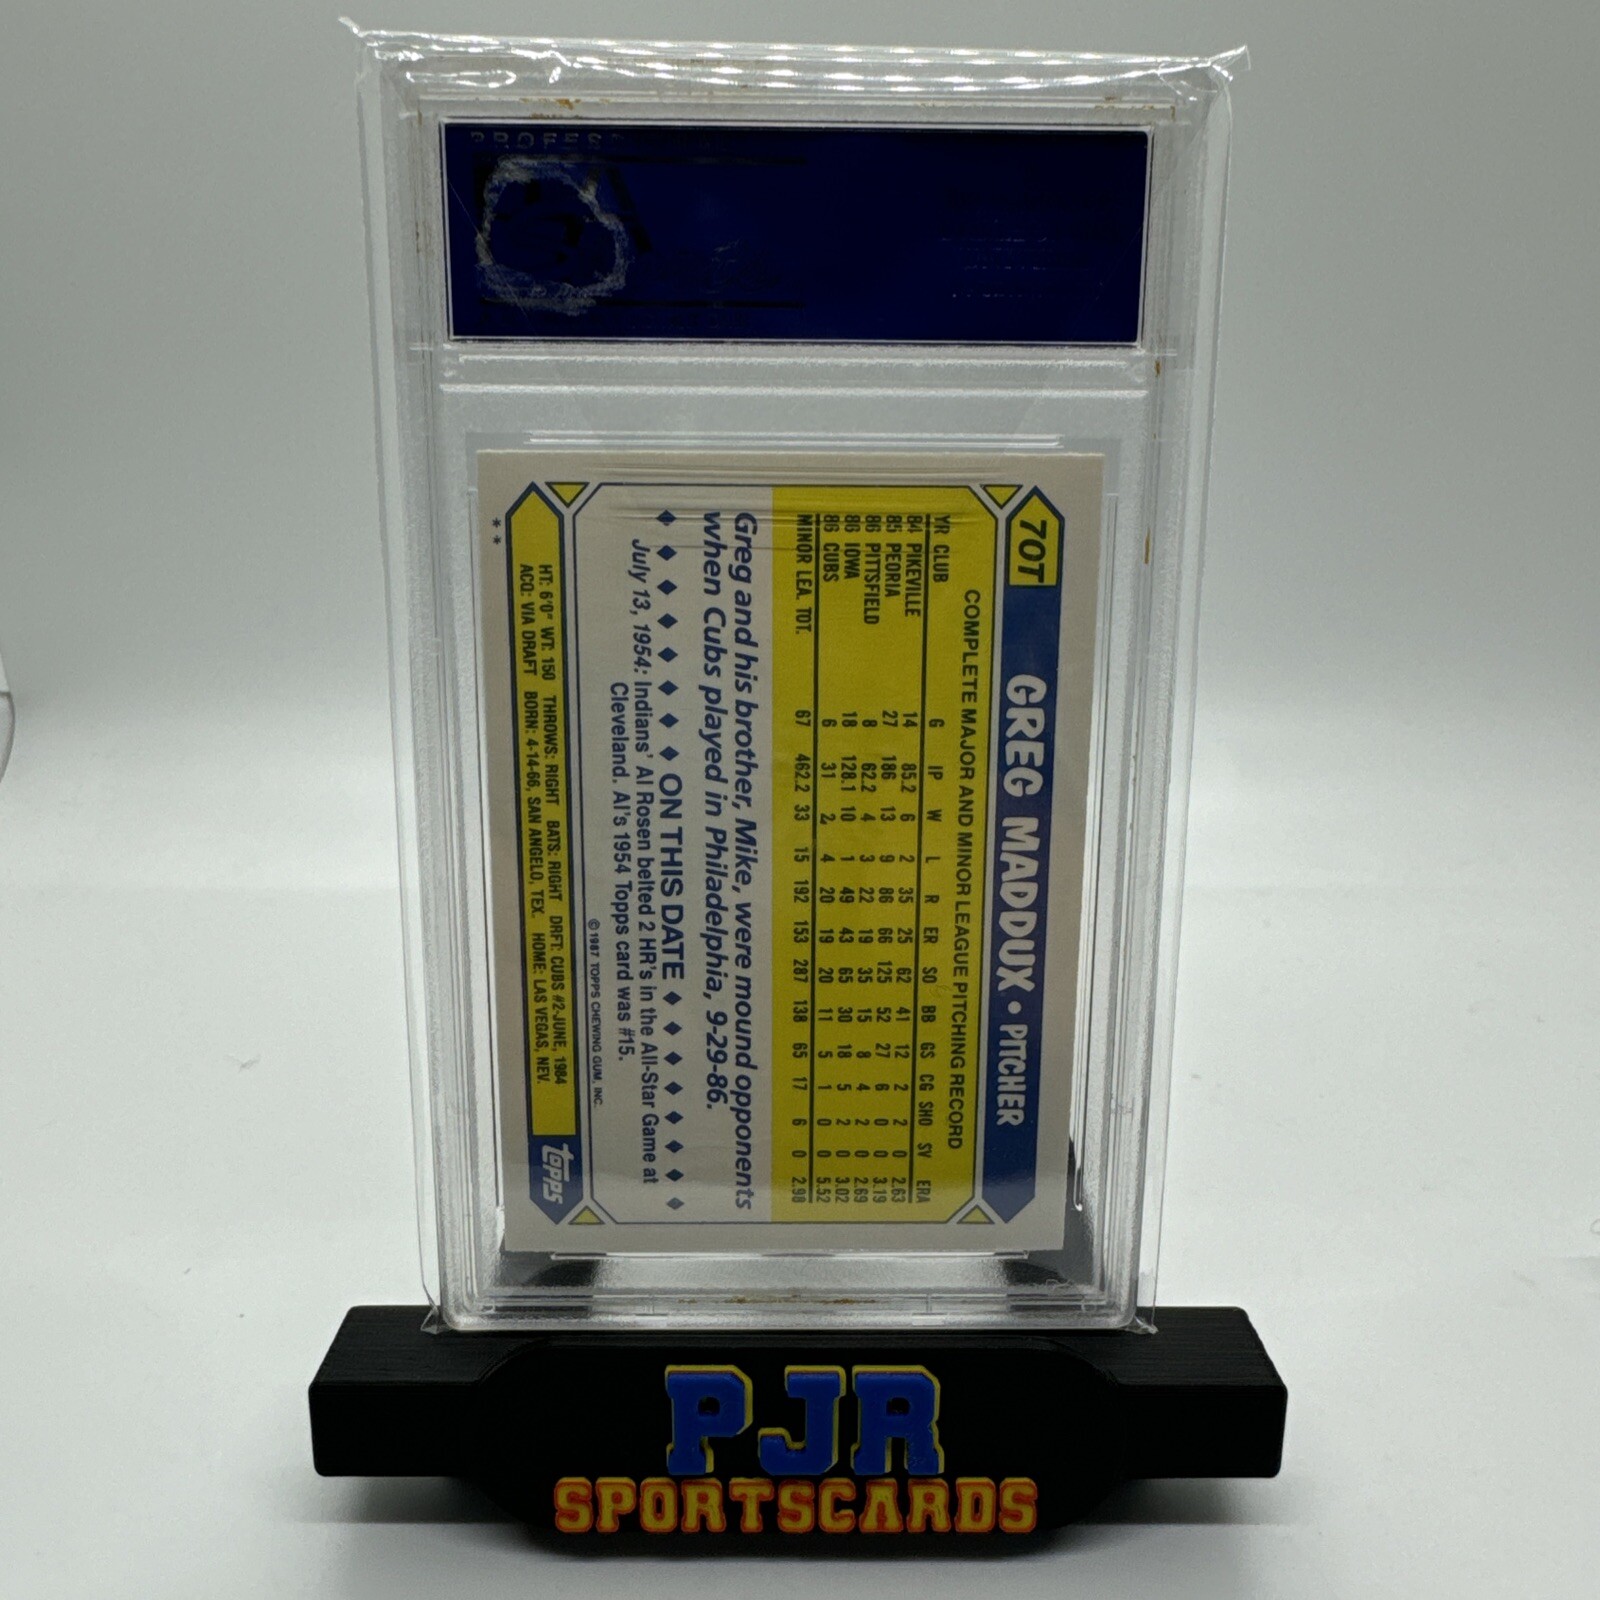 70T
GREG MADDUX • PITCHER
COMPLETE MAJOR AND MINOR LEAGUE PITCHING RECORD
YR CLUB G IP W L R ER SO BB GS CG SHO SV ERA
84 PIKEVILLE 14 85.2 6 2 35 25 62 41 12 2 2 0 2.63
85 PEORIA 27 186 13 9 86 66 125 52 27 6 0 0 3.19
86 PITTSFIELD 8 62.2 4 3 22 19 35 15 8 4 2 0 2.69
86 IOWA 18 128.1 10 1 49 43 65 30 18 5 2 0 3.02
86 CUBS 6 31 2 4 20 19 20 11 5 1 0 0 5.52
MINOR LEA. TOT. 67 462.2 33 15 192 153 287 138 65 17 6 0 2.98
Greg and his brother, Mike, were mound opponents
when Cubs played in Philadelphia, 9-29-86.
ON THIS DATE
July 13, 1954: Indians' Al Rosen belted 2 HR's in the All-Star Game at
Cleveland. Al's 1954 Topps card was #15.
© 1987 TOPPS CHEWING GUM, INC.
HT: 6'0" WT: 150 THROWS: RIGHT BATS: RIGHT DRFT: CUBS #2-JUNE, 1984
ACQ: VIA DRAFT BORN: 4-14-66, SAN ANGELO, TEX. HOME: LAS VEGAS, NEV.
topps
**
PJR
SPORTSCARDS